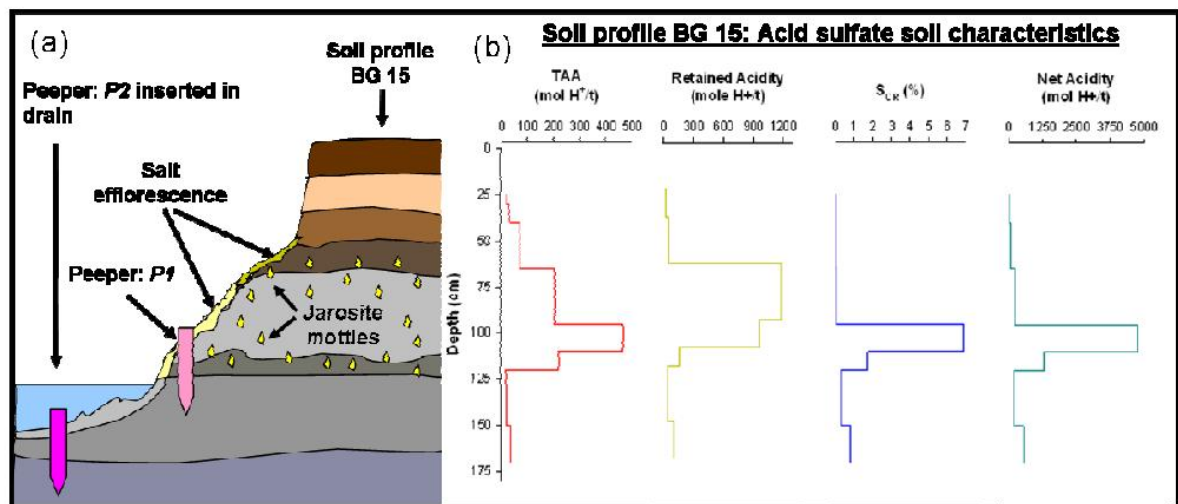 (a)
Soil profile
BG 15
Peeper: P2 inserted in
drain
Salt
efflorescence
Peeper: P1
Jarosite
mottles
(b)
Soil profile BG 15: Acid sulfate soil characteristics
TAA
(mol H+/t)
0 100 200 300 400 500
Retained Acidity
(mole H+/t)
0 300 600 900 1200
SCR (%)
0 1 2 3 4 5 6 7
Net Acidity
(mol H+/t)
0 1250 3750 5000
Depth (cm)
0
25
50
75
100
125
150
175